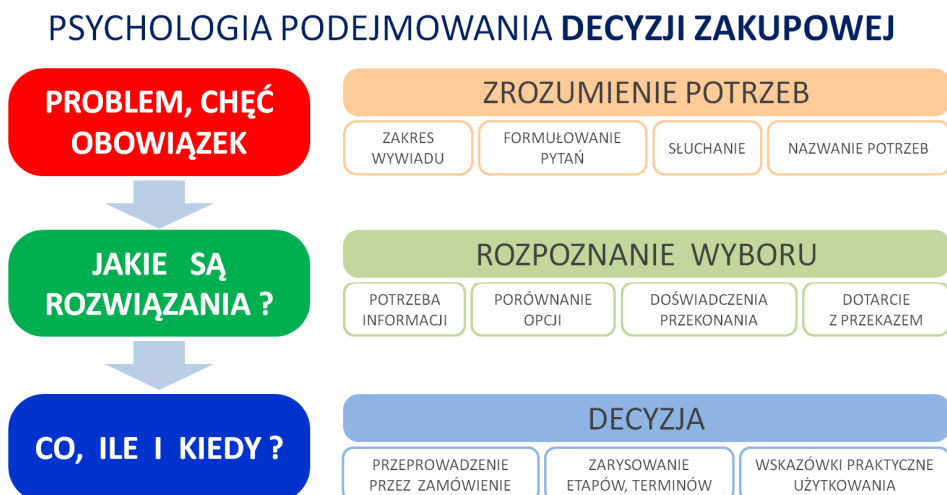 PSYCHOLOGIA PODEJMOWANIA DECYZJI ZAKUPOWEJ
PROBLEM, CHĘĆ
OBOWIĄZEK
ZROZUMIENIE POTRZEB
ZAKRES
WYWIADU
FORMUŁOWANIE
PYTAŃ
SŁUCHANIE
NAZWANIE POTRZEB
JAKIE SĄ
ROZWIĄZANIA ?
ROZPOZNANIE WYBORU
POTRZEBA
INFORMACJI
PORÓWNANIE
OPCJI
DOŚWIADCZENIA
PRZEKONANIA
DOTARCIE
Z PRZEKAZEM
CO, ILE I KIEDY ?
DECYZJA
PRZEPROWADZENIE
PRZEZ ZAMÓWIENIE
ZARYSOWANIE
ETAPÓW, TERMINÓW
WSKAZÓWKI PRAKTYCZNE
UŻYTKOWANIA